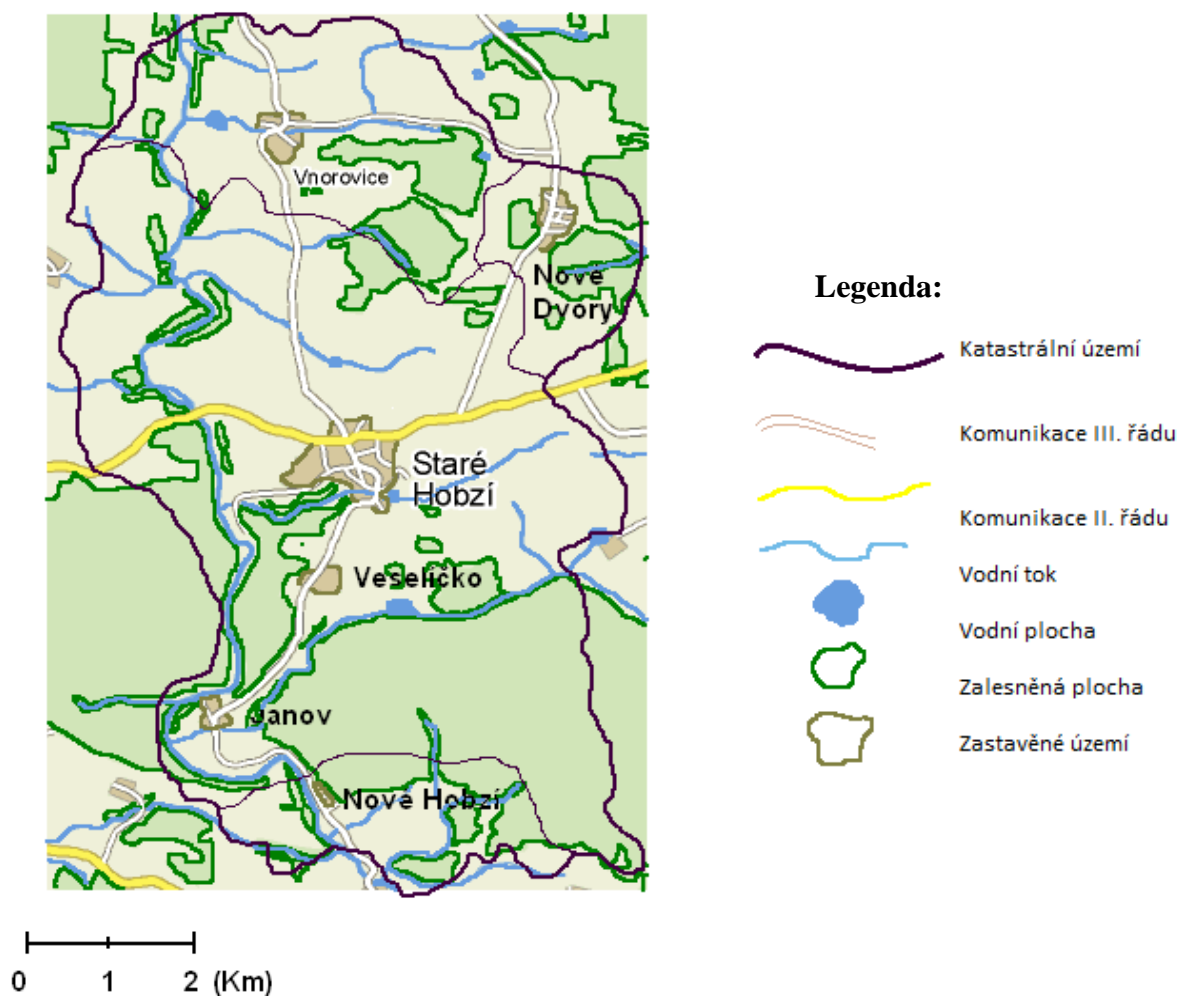 Vnorovice
Nové
Dvory
Staré
Hobzí
Veselíčko
Janov
Nové Hobzí
Legenda:
Katastrální území
Komunikace III. řádu
Komunikace II. řádu
Vodní tok
Vodní plocha
Zalesněná plocha
Zastavěné území
0 1 2 (Km)